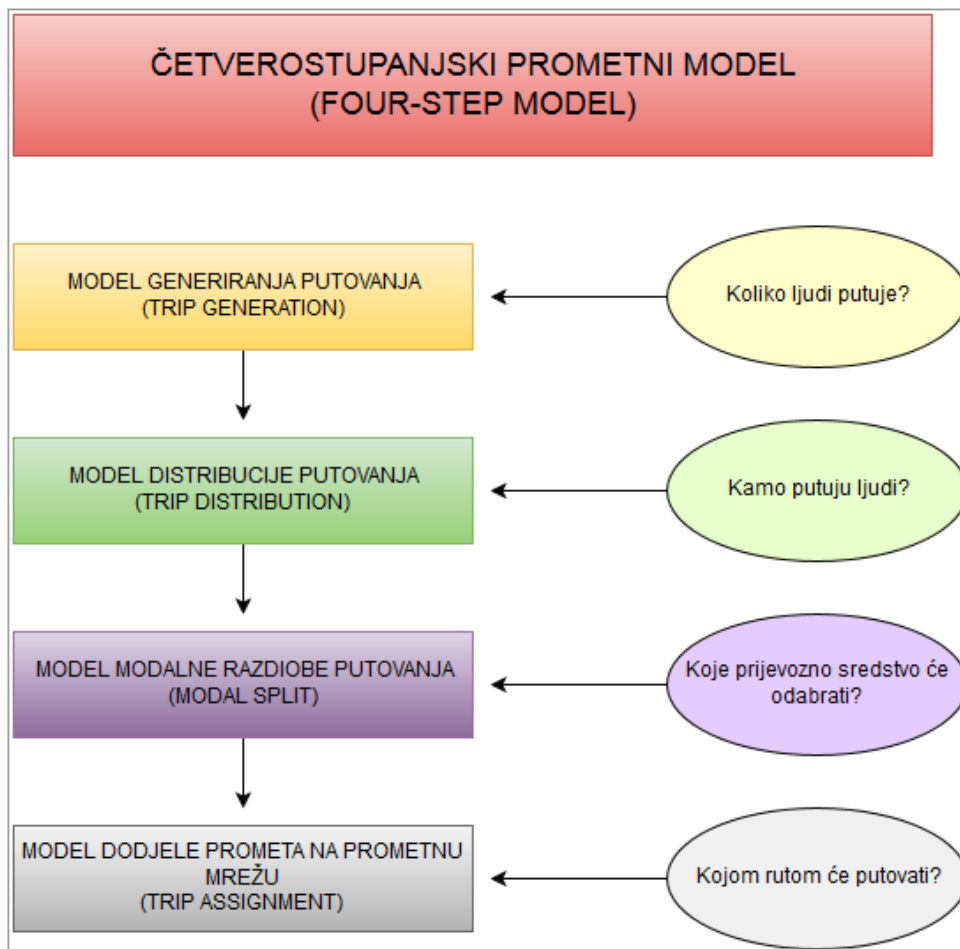 ČETVEROSTUPANJSKI PROMETNI MODEL
(FOUR-STEP MODEL)
MODEL GENERIRANJA PUTOVANJA
(TRIP GENERATION)
Koliko ljudi putuje?
MODEL DISTRIBUCIJE PUTOVANJA
(TRIP DISTRIBUTION)
Kamo putuju ljudi?
MODEL MODALNE RAZDIOBE PUTOVANJA
(MODAL SPLIT)
Koje prijevozno sredstvo će
odabrati?
MODEL DODJELE PROMETA NA PROMETNU
MREŽU
(TRIP ASSIGNMENT)
Kojom rutom će putovati?